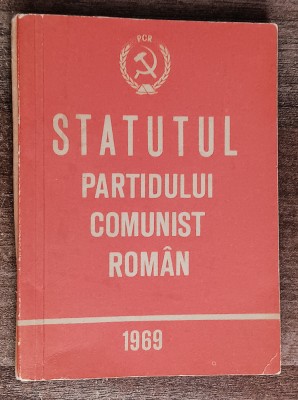 PCR
STATUTUL
PARTIDULUI
COMUNIST
ROMÂN
1969